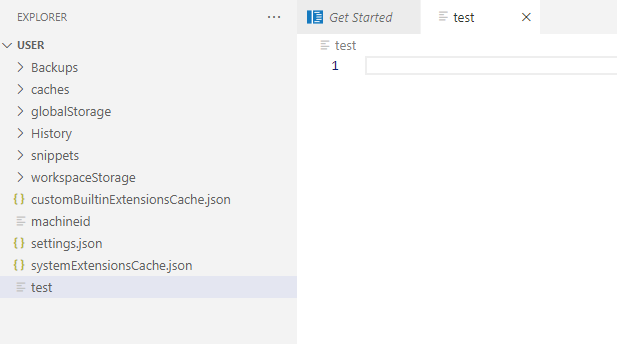 EXPLORER
USER
Backups
caches
globalStorage
History
snippets
workspaceStorage
customBuiltinExtensionsCache.json
machineid
settings.json
systemExtensionsCache.json
test
Get Started
test
test
1